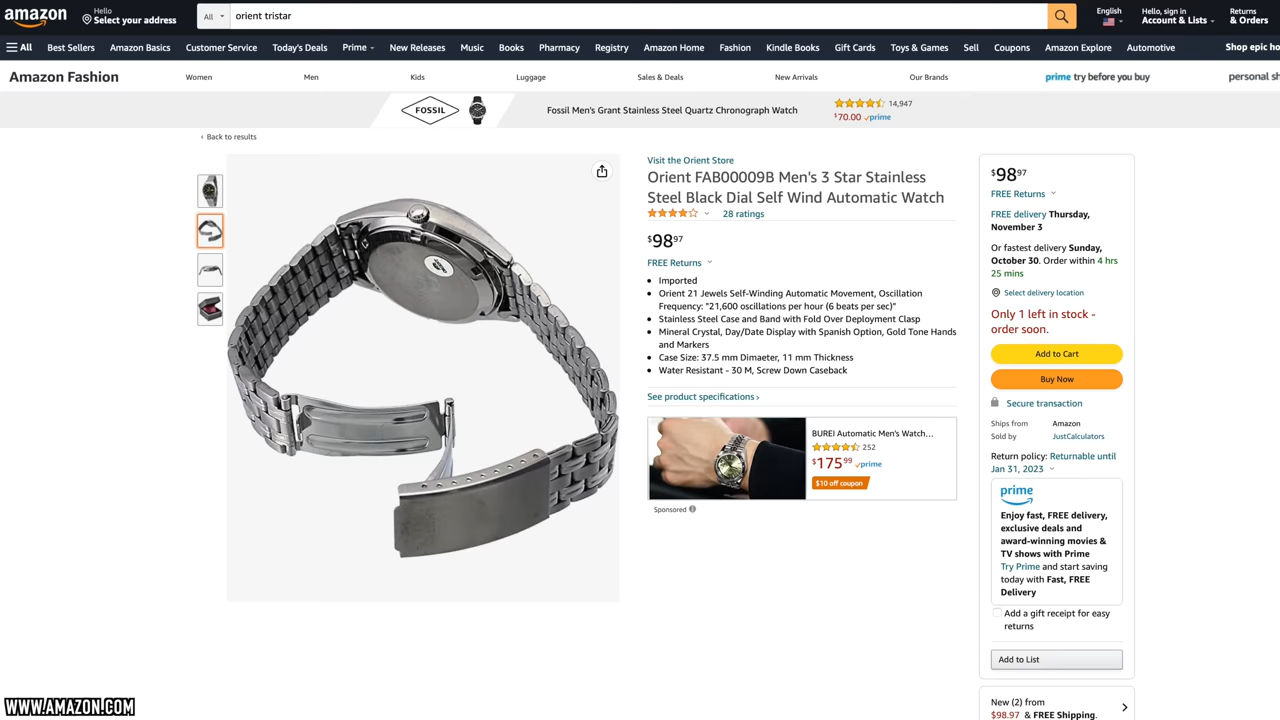 amazon
Hello
Select your address
All
orient tristar
English
Hello, sign in
Account & Lists
Returns
& Orders
All
Best Sellers
Amazon Basics
Customer Service
Today's Deals
Prime
New Releases
Music
Books
Pharmacy
Registry
Amazon Home
Fashion
Kindle Books
Gift Cards
Toys & Games
Sell
Coupons
Amazon Explore
Automotive
Shop epic ho
Amazon Fashion
Women
Men
Kids
Luggage
Sales & Deals
New Arrivals
Our Brands
prime try before you buy
personal sh
FOSSIL
Fossil Men's Grant Stainless Steel Quartz Chronograph Watch
14,947
$70.00 prime
‹ Back to results
Visit the Orient Store
Orient FAB00009B Men's 3 Star Stainless
Steel Black Dial Self Wind Automatic Watch
28 ratings
$9897
FREE Returns
• Imported
• Orient 21 Jewels Self-Winding Automatic Movement, Oscillation
Frequency: "21,600 oscillations per hour (6 beats per sec)"
• Stainless Steel Case and Band with Fold Over Deployment Clasp
• Mineral Crystal, Day/Date Display with Spanish Option, Gold Tone Hands
and Markers
• Case Size: 37.5 mm Dimaeter, 11 mm Thickness
• Water Resistant - 30 M, Screw Down Caseback
See product specifications ›
BUREI Automatic Men's Watch…
252
$17599 prime
$10 off coupon
Sponsored
$9897
FREE Returns
FREE delivery Thursday,
November 3
Or fastest delivery Sunday,
October 30. Order within 4 hrs
25 mins
Select delivery location
Only 1 left in stock -
order soon.
Add to Cart
Buy Now
Secure transaction
Ships from Amazon
Sold by JustCalculators
Return policy: Returnable until
Jan 31, 2023
prime
Enjoy fast, FREE delivery,
exclusive deals and
award-winning movies &
TV shows with Prime
Try Prime and start saving
today with Fast, FREE
Delivery
Add a gift receipt for easy
returns
Add to List
New (2) from
$98.97 & FREE Shipping.
WWW.AMAZON.COM